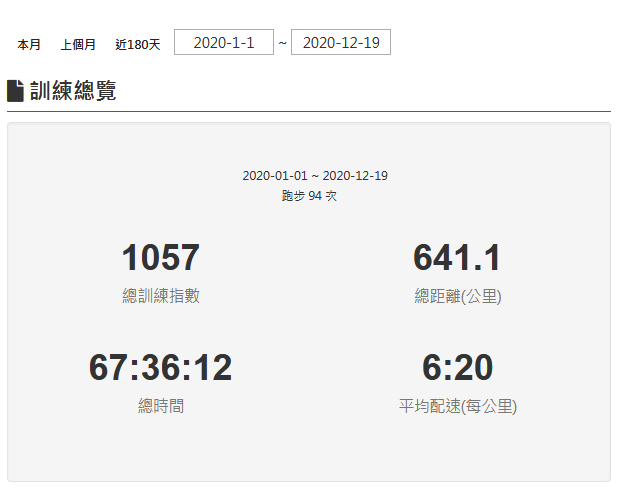 本月 上個月 近180天 2020-1-1 ~ 2020-12-19
訓練總覽
2020-01-01 ~ 2020-12-19
跑步 94 次
1057 641.1
總訓練指數 總距離(公里)
67:36:12 6:20
總時間 平均配速(每公里)